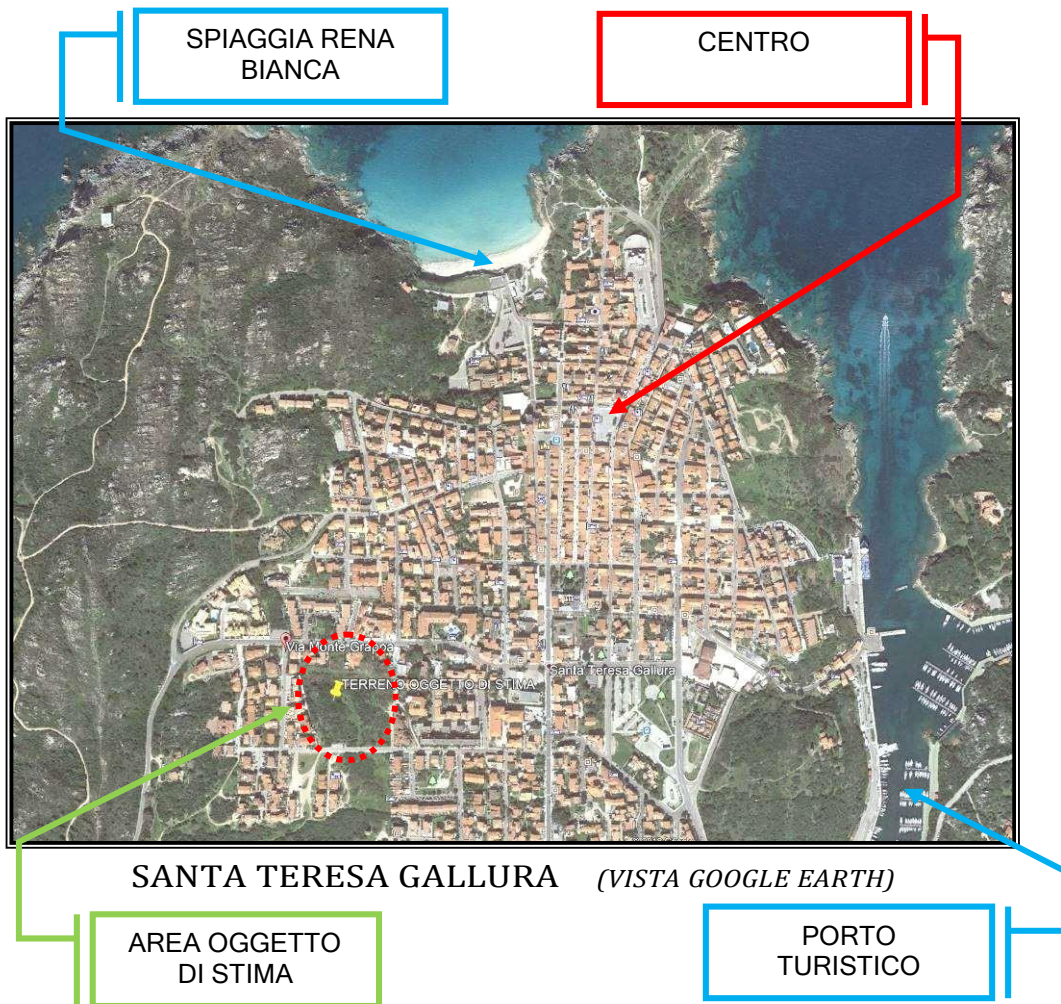 SPIAGGIA RENA
BIANCA
CENTRO
Via Monte Grappa
TERRENO OGGETTO DI STIMA
Santa Teresa Gallura
SANTA TERESA GALLURA (VISTA GOOGLE EARTH)
AREA OGGETTO
DI STIMA
PORTO
TURISTICO